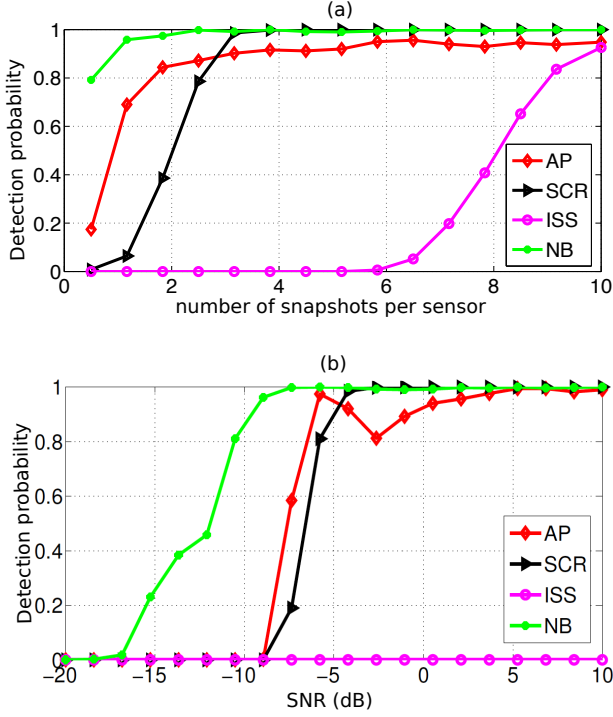 (a)
Detection probability
1
0.8
0.6
0.4
0.2
0
0 2 4 6 8 10
number of snapshots per sensor
AP
SCR
ISS
NB
(b)
Detection probability
1
0.8
0.6
0.4
0.2
0
−20 −15 −10 −5 0 5 10
SNR (dB)
AP
SCR
ISS
NB